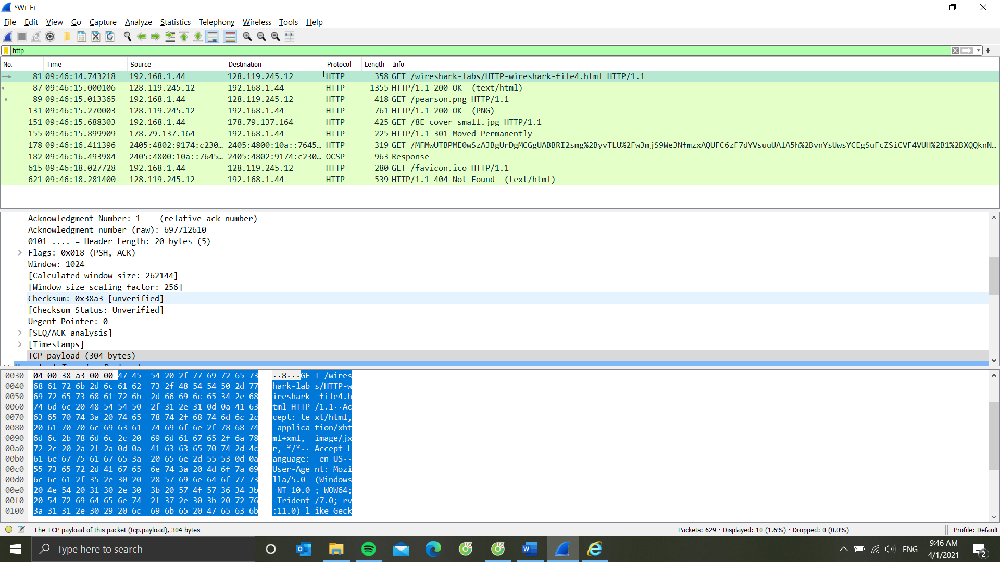 *Wi-Fi
File Edit View Go Capture Analyze Statistics Telephony Wireless Tools Help
http
No. Time Source Destination Protocol Length Info
81 09:46:14.743218 192.168.1.44 128.119.245.12 HTTP 358 GET /wireshark-labs/HTTP-wireshark-file4.html HTTP/1.1
87 09:46:15.000106 128.119.245.12 192.168.1.44 HTTP 1355 HTTP/1.1 200 OK (text/html)
89 09:46:15.013365 192.168.1.44 128.119.245.12 HTTP 418 GET /pearson.png HTTP/1.1
131 09:46:15.270003 128.119.245.12 192.168.1.44 HTTP 761 HTTP/1.1 200 OK (PNG)
151 09:46:15.688303 192.168.1.44 178.79.137.164 HTTP 425 GET /8E_cover_small.jpg HTTP/1.1
155 09:46:15.899909 178.79.137.164 192.168.1.44 HTTP 225 HTTP/1.1 301 Moved Permanently
178 09:46:16.411396 2405:4802:9174:c230… 2405:4800:10a::7645… HTTP 319 GET /MFMwUTBPME0wSzAJBgUrDgMCGgUABBRI2smg%2ByvTLU%2Fw3mjS9We3NfmzxAQUFC6zF7dYVsuuUAlA5h%2BvnYsUwsYCEgSuFcZSiCVF4VUH%2B1%2BXQQknN…
182 09:46:16.493984 2405:4800:10a::7645… 2405:4802:9174:c230… OCSP 963 Response
615 09:46:18.027728 192.168.1.44 128.119.245.12 HTTP 280 GET /favicon.ico HTTP/1.1
621 09:46:18.281400 128.119.245.12 192.168.1.44 HTTP 539 HTTP/1.1 404 Not Found (text/html)
Acknowledgment Number: 1 (relative ack number)
Acknowledgment number (raw): 697712610
0101 .... = Header Length: 20 bytes (5)
Flags: 0x018 (PSH, ACK)
Window: 1024
[Calculated window size: 262144]
[Window size scaling factor: 256]
Checksum: 0x38a3 [unverified]
[Checksum Status: Unverified]
Urgent Pointer: 0
[SEQ/ACK analysis]
[Timestamps]
TCP payload (304 bytes)
0030 04 00 38 a3 00 00 47 45 54 20 2f 77 69 72 65 73 ··8···GE T /wires
0040 68 61 72 6b 2d 6c 61 62 73 2f 48 54 54 50 2d 77 hark-lab s/HTTP-w
0050 69 72 65 73 68 61 72 6b 2d 66 69 6c 65 34 2e 68 ireshark -file4.h
0060 74 6d 6c 20 48 54 54 50 2f 31 2e 31 0d 0a 41 63 tml HTTP /1.1··Ac
0070 63 65 70 74 3a 20 74 65 78 74 2f 68 74 6d 6c 2c cept: te xt/html,
0080 20 61 70 70 6c 69 63 61 74 69 6f 6e 2f 78 68 74 applica tion/xht
0090 6d 6c 2b 78 6d 6c 2c 20 69 6d 61 67 65 2f 6a 78 ml+xml, image/jx
00a0 72 2c 20 2a 2f 2a 0d 0a 41 63 63 65 70 74 2d 4c r, */*·· Accept-L
00b0 61 6e 67 75 61 67 65 3a 20 65 6e 2d 55 53 0d 0a anguage: en-US··
00c0 55 73 65 72 2d 41 67 65 6e 74 3a 20 4d 6f 7a 69 User-Age nt: Mozi
00d0 6c 6c 61 2f 35 2e 30 20 28 57 69 6e 64 6f 77 73 lla/5.0 (Windows
00e0 20 4e 54 20 31 30 2e 30 3b 20 57 4f 57 36 34 3b NT 10.0 ; WOW64;
00f0 20 54 72 69 64 65 6e 74 2f 37 2e 30 3b 20 72 76 Trident /7.0; rv
0100 3a 31 31 2e 30 29 20 6c 69 6b 65 20 47 65 63 6b :11.0) l ike Geck
The TCP payload of this packet (tcp.payload), 304 bytes
Packets: 629 · Displayed: 10 (1.6%) · Dropped: 0 (0.0%)
Profile: Default
Type here to search
ENG
9:46 AM
4/1/2021
2